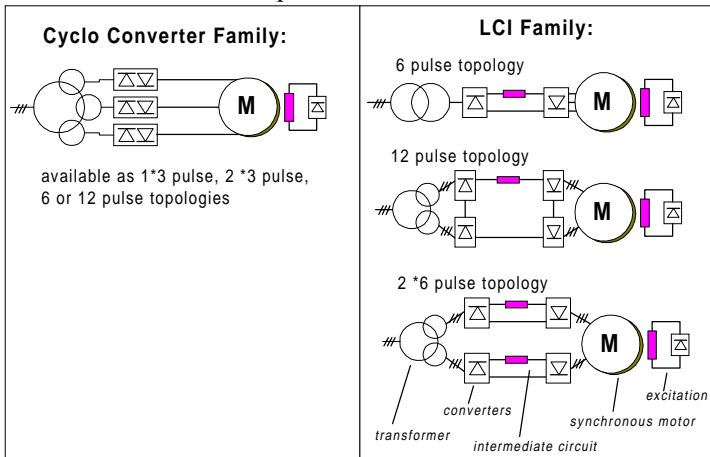 Cyclo Converter Family:
M
available as 1*3 pulse, 2 *3 pulse,
6 or 12 pulse topologies
LCI Family:
6 pulse topology
M
12 pulse topology
M
2 *6 pulse topology
M
excitation
converters
synchronous motor
transformer
intermediate circuit